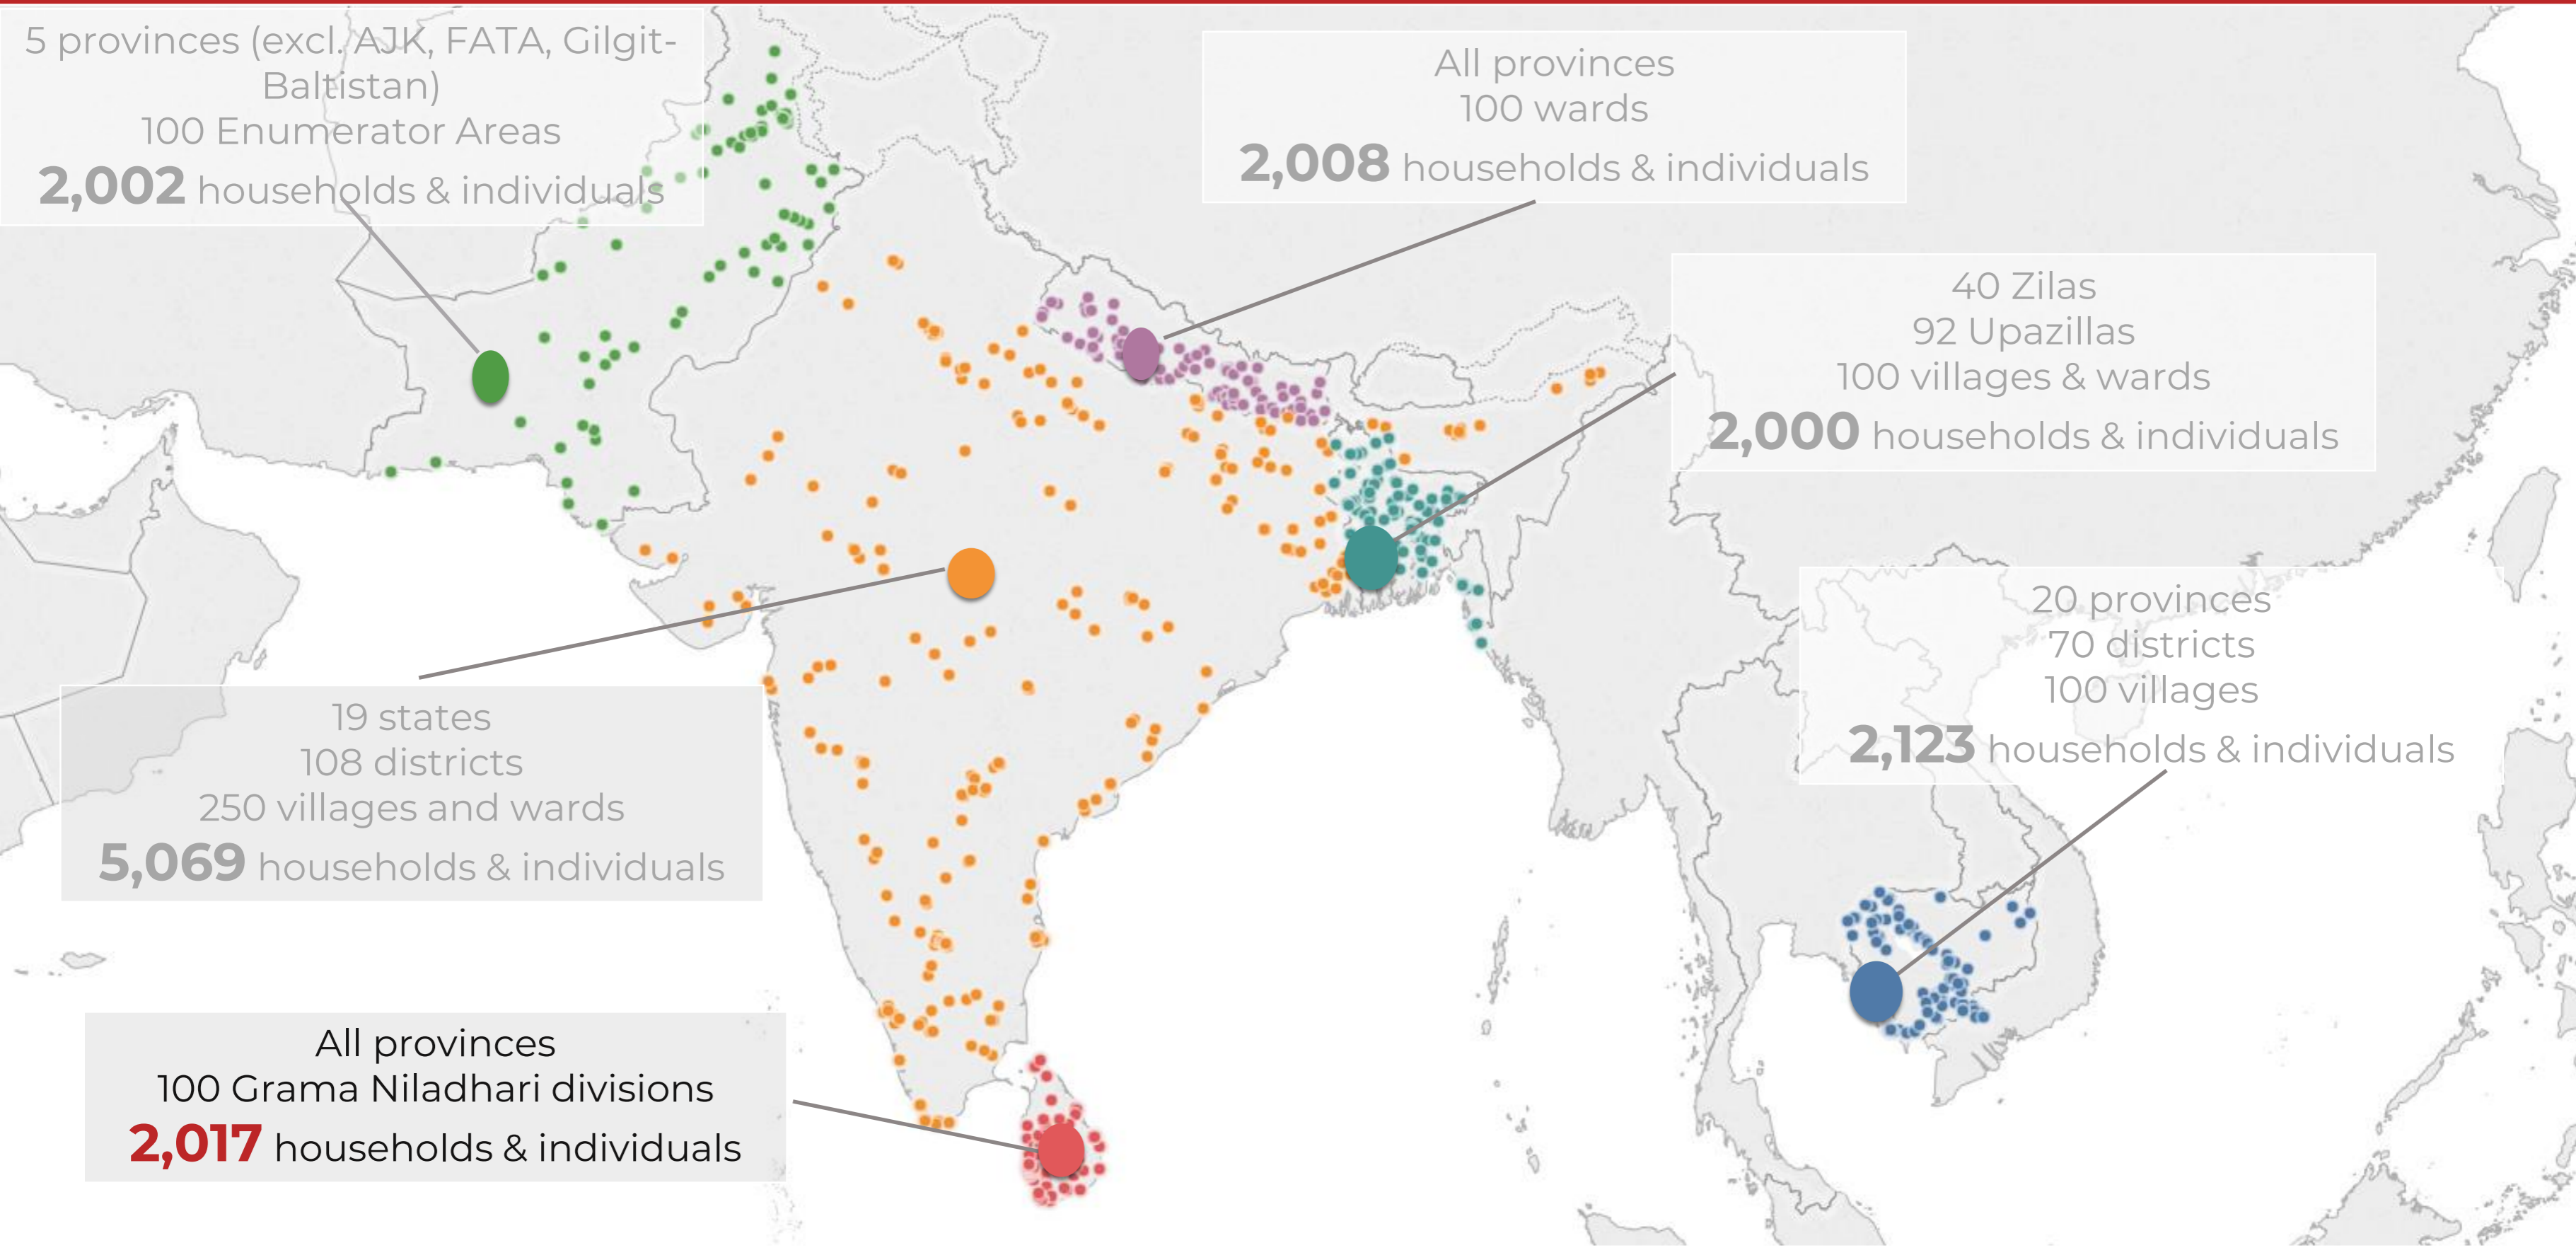 5 provinces (excl. AJK, FATA, Gilgit-
Baltistan)
100 Enumerator Areas
2,002 households & individuals
All provinces
100 wards
2,008 households & individuals
40 Zilas
92 Upazillas
100 villages & wards
2,000 households & individuals
20 provinces
70 districts
100 villages
2,123 households & individuals
19 states
108 districts
250 villages and wards
5,069 households & individuals
All provinces
100 Grama Niladhari divisions
2,017 households & individuals